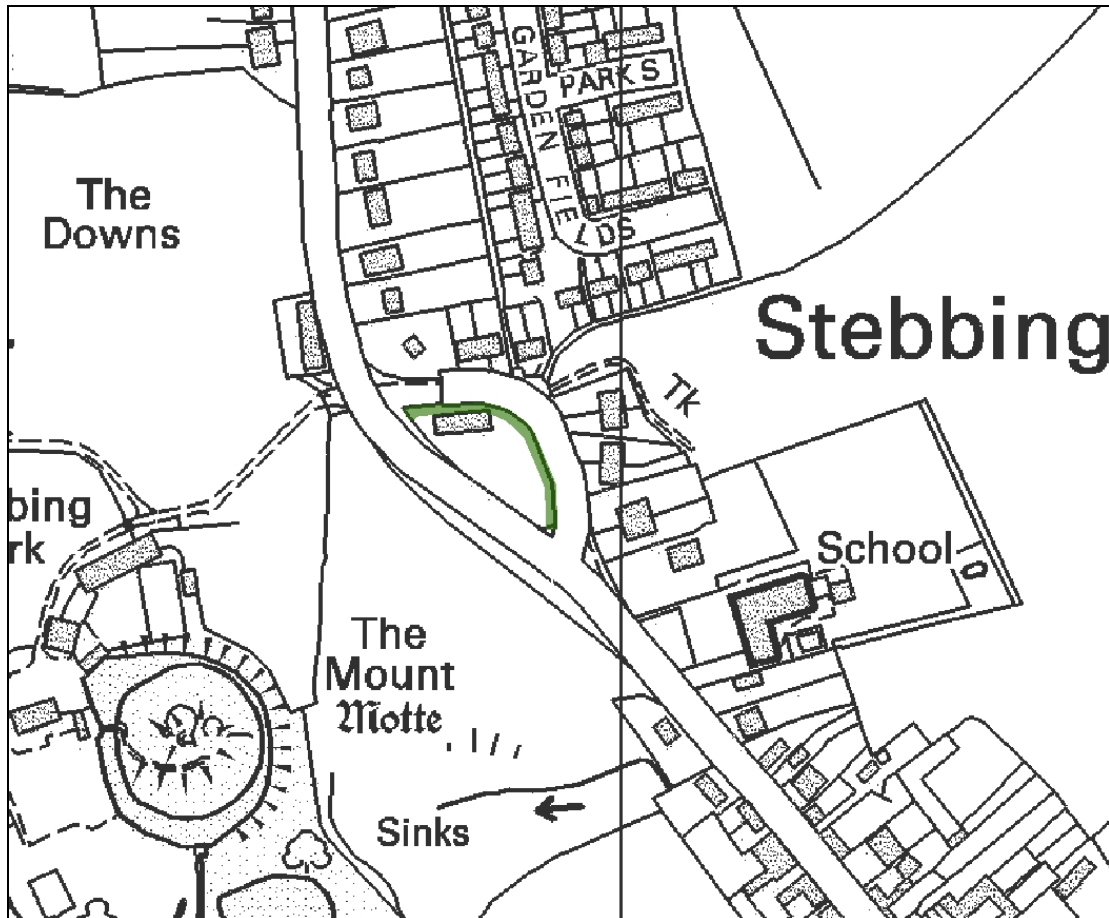 GARDEN FIELDS
PARKS
The
Downs
Stebbing
Tk
bing
rk
School
The
Mount
Motte
Sinks